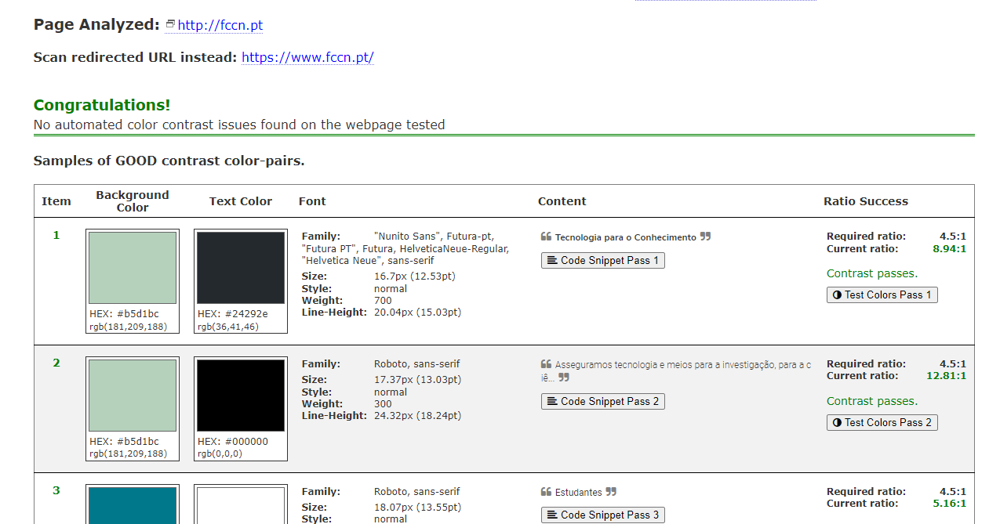 Page Analyzed: http://fccn.pt
Scan redirected URL instead: https://www.fccn.pt/
Congratulations!
No automated color contrast issues found on the webpage tested
Samples of GOOD contrast color-pairs.
Item Background Color Text Color Font Content Ratio Success
1
HEX: #b5d1bc
rgb(181,209,188)
HEX: #24292e
rgb(36,41,46)
Family: "Nunito Sans", Futura-pt,
"Futura PT", Futura, HelveticaNeue-Regular,
"Helvetica Neue", sans-serif
Size: 16.7px (12.53pt)
Style: normal
Weight: 700
Line-Height: 20.04px (15.03pt)
Tecnologia para o Conhecimento
Code Snippet Pass 1
Required ratio: 4.5:1
Current ratio: 8.94:1
Contrast passes.
Test Colors Pass 1
2
HEX: #b5d1bc
rgb(181,209,188)
HEX: #000000
rgb(0,0,0)
Family: Roboto, sans-serif
Size: 17.37px (13.03pt)
Style: normal
Weight: 300
Line-Height: 24.32px (18.24pt)
Asseguramos tecnologia e meios para a investigação, para a c
iê...
Code Snippet Pass 2
Required ratio: 4.5:1
Current ratio: 12.81:1
Contrast passes.
Test Colors Pass 2
3
Family: Roboto, sans-serif
Size: 18.07px (13.55pt)
Style: normal
Estudantes
Code Snippet Pass 3
Required ratio: 4.5:1
Current ratio: 5.16:1